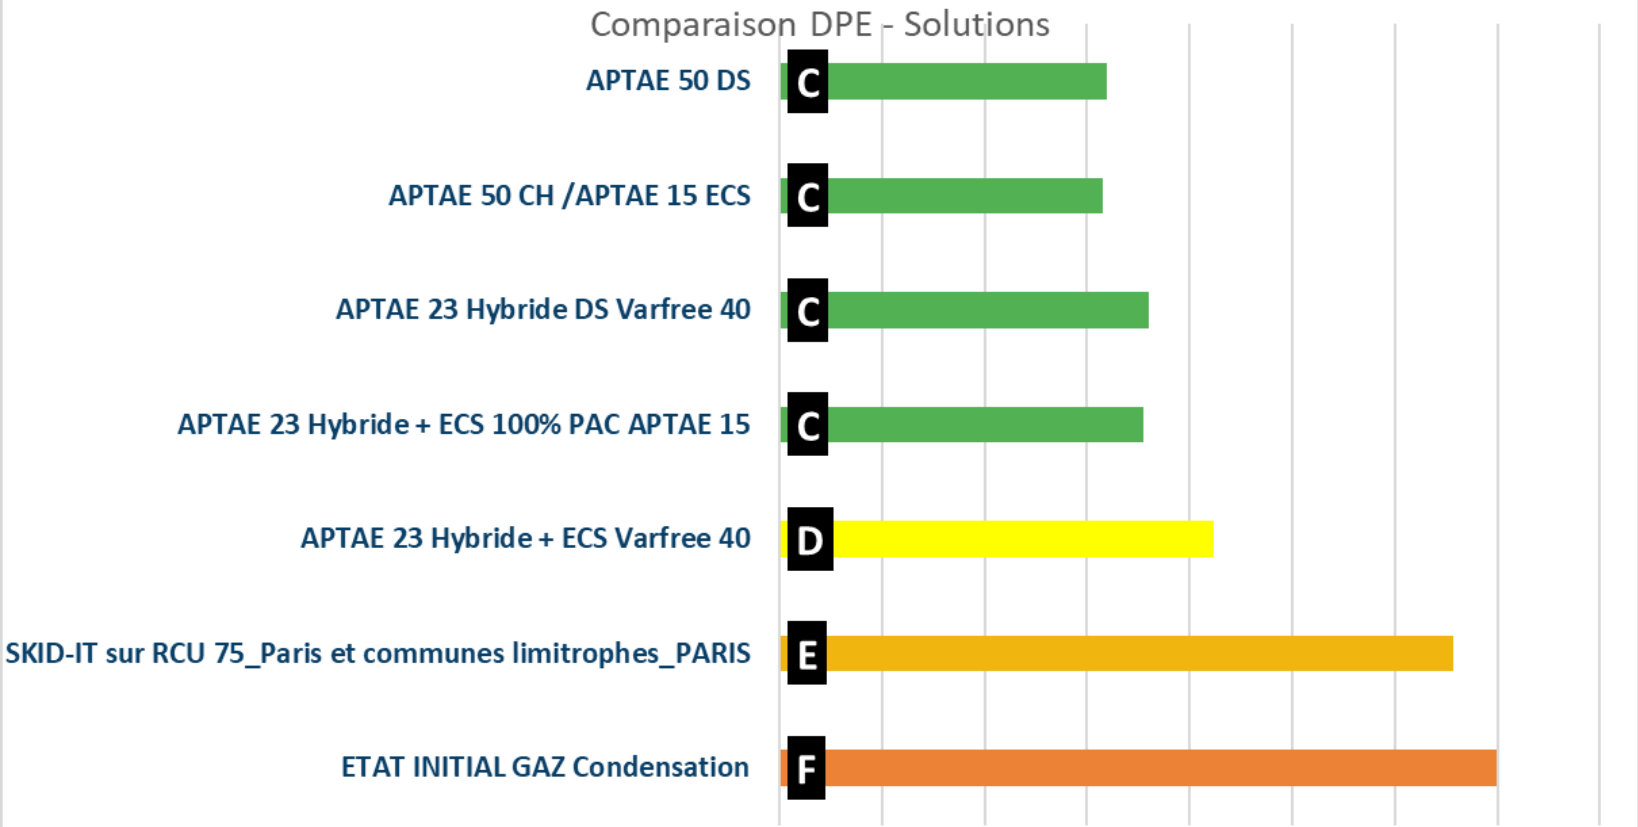 Comparaison DPE - Solutions
APTAE 50 DS
C
APTAE 50 CH /APTAE 15 ECS
C
APTAE 23 Hybride DS Varfree 40
C
APTAE 23 Hybride + ECS 100% PAC APTAE 15
C
APTAE 23 Hybride + ECS Varfree 40
D
SKID-IT sur RCU 75_Paris et communes limitrophes_PARIS
E
ETAT INITIAL GAZ Condensation
F